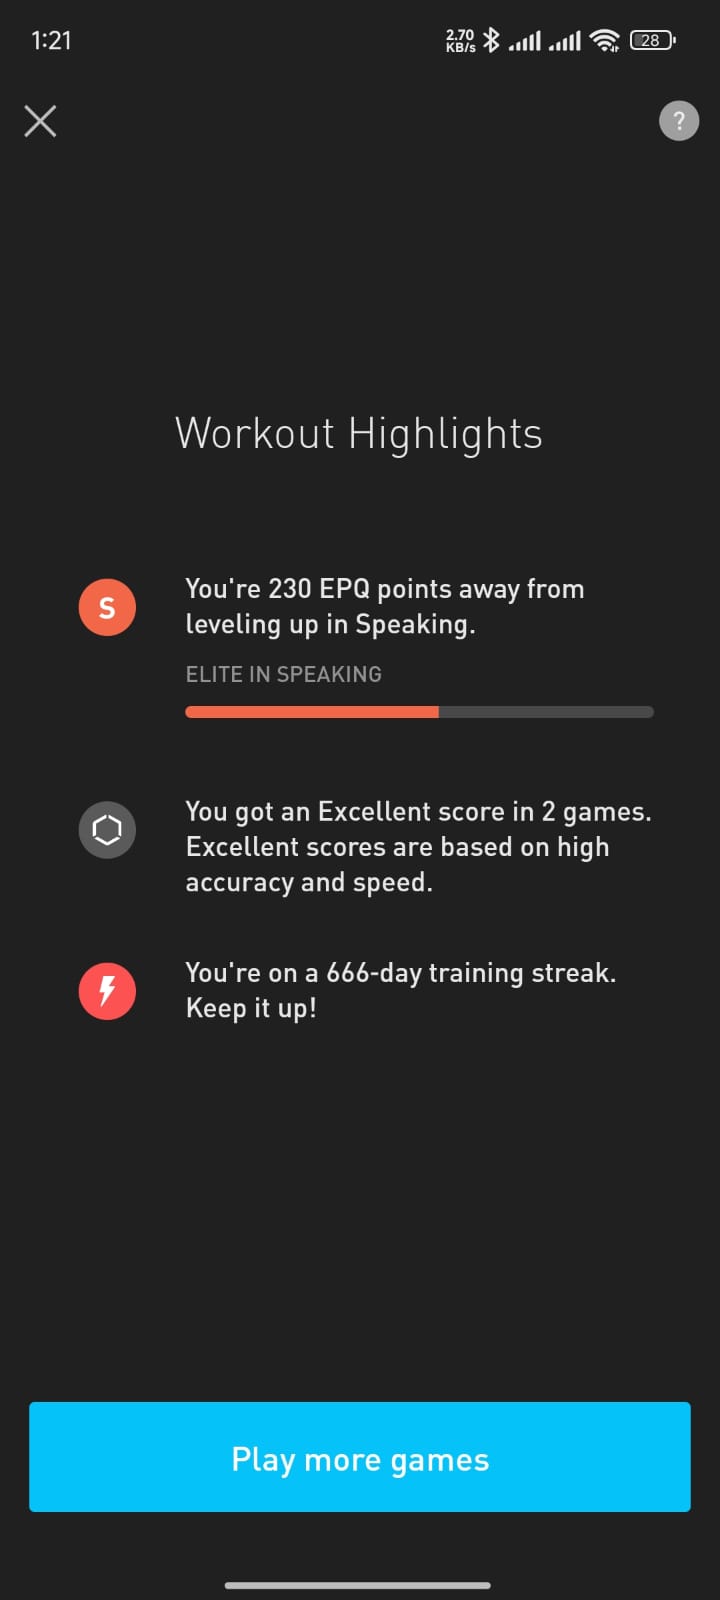 1:21
2.70
KB/s
28
?
Workout Highlights
S
You're 230 EPQ points away from
leveling up in Speaking.
ELITE IN SPEAKING
You got an Excellent score in 2 games.
Excellent scores are based on high
accuracy and speed.
You're on a 666-day training streak.
Keep it up!
Play more games